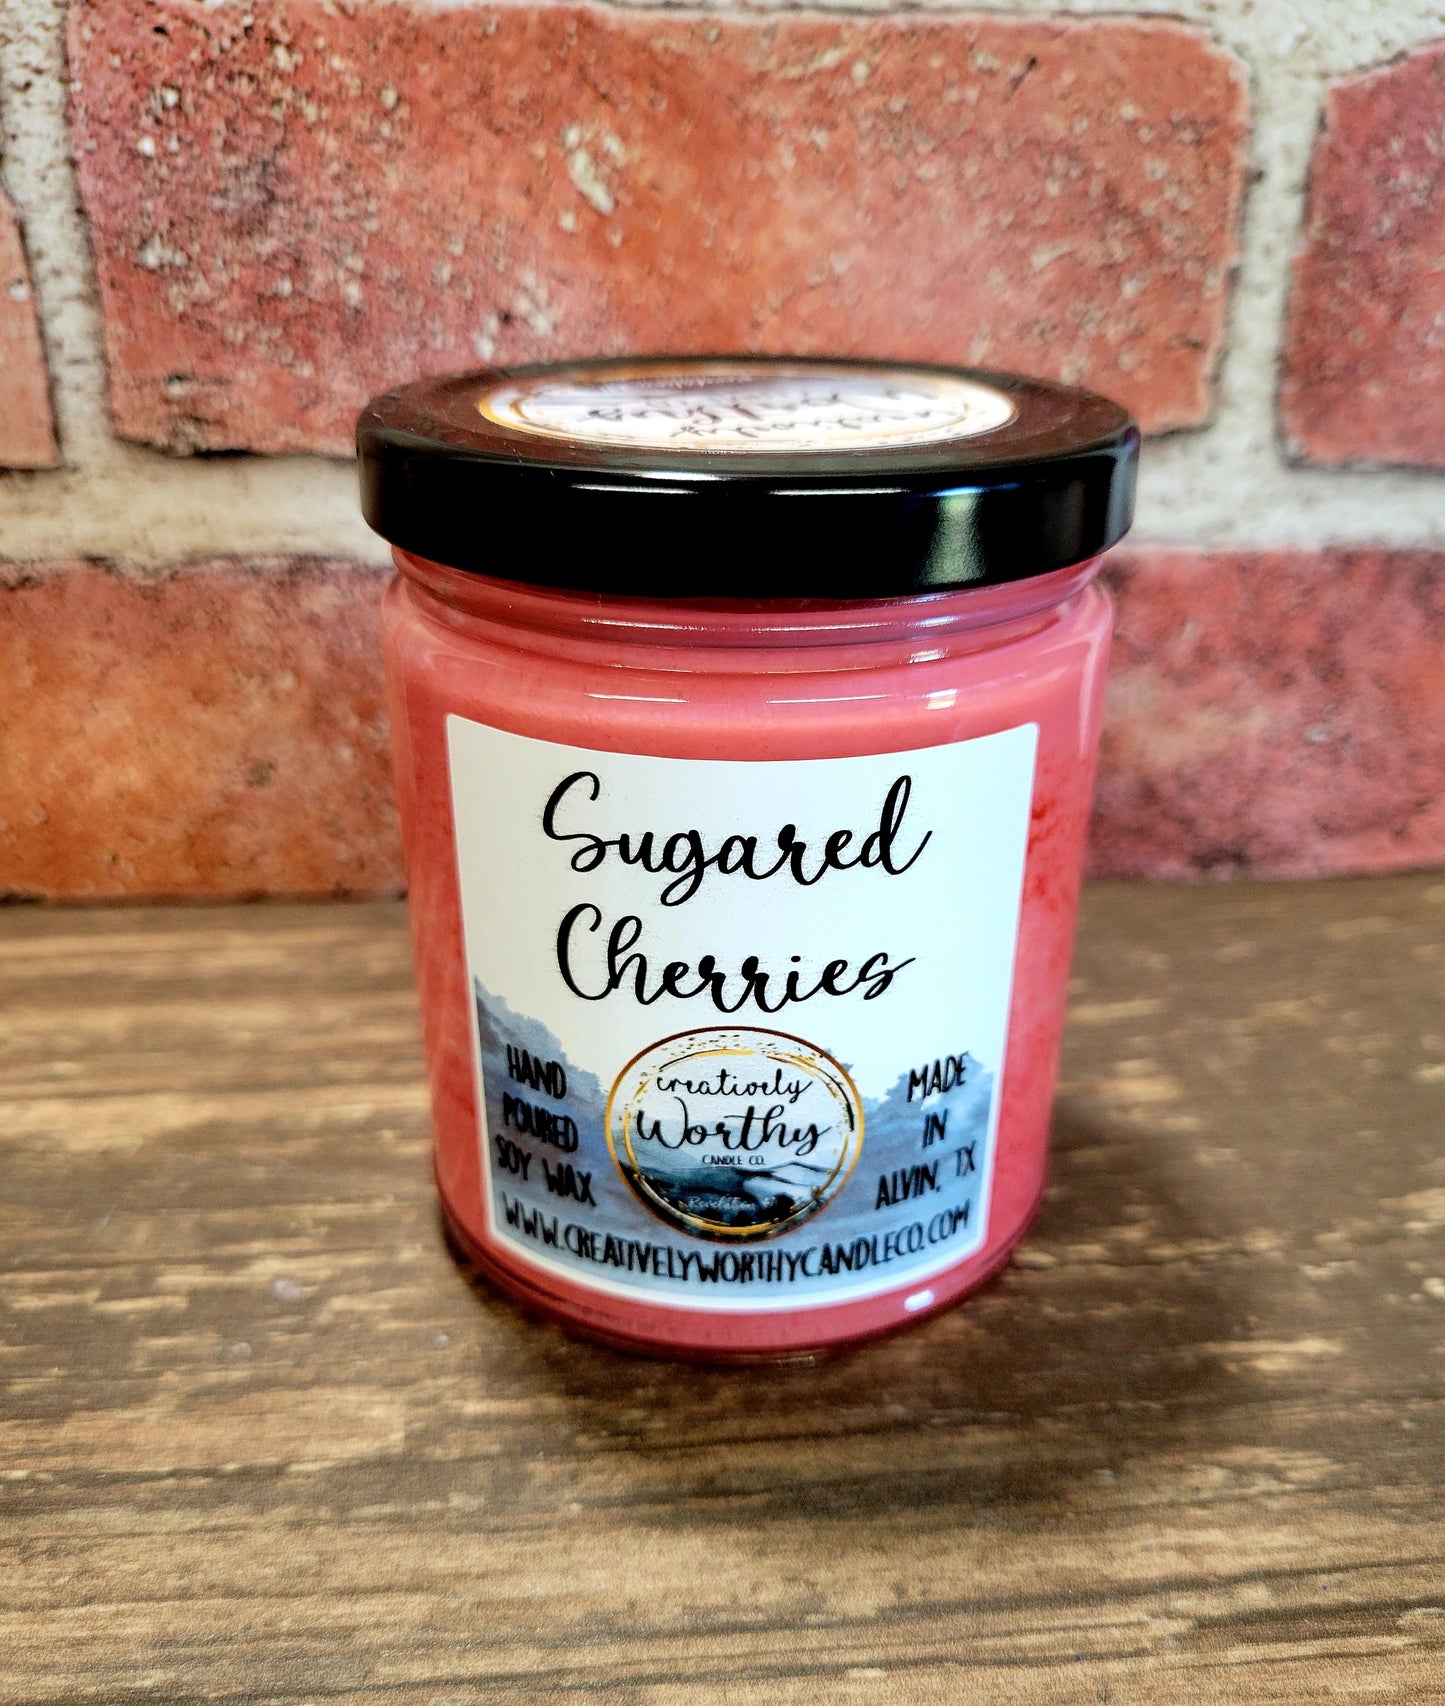 Sugared
Cherries
HAND
POURED
SOY WAX
creatively
Worthy
CANDLE CO.
MADE
IN
ALVIN, TX
WWW.CREATIVELYWORTHYCANDLECO.COM